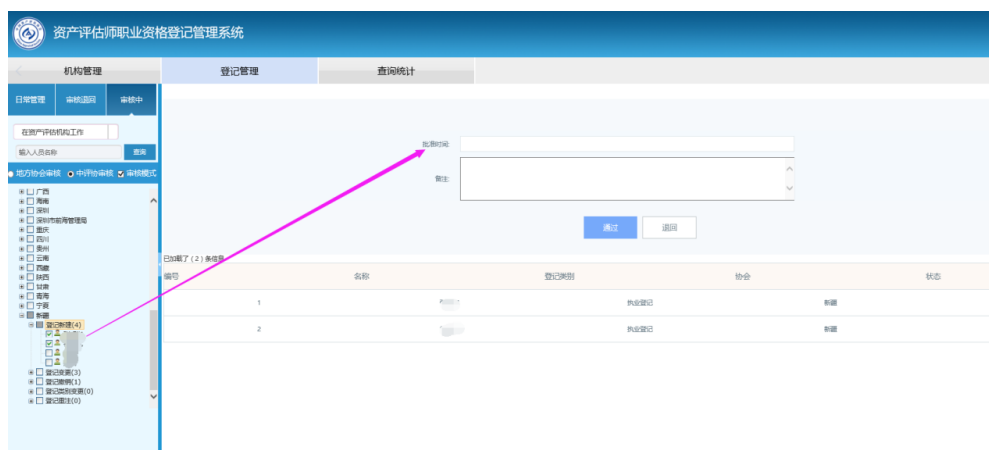 资产评估师职业资格登记管理系统
机构管理
登记管理
查询统计
日常管理
审核退回
审核中
在资产评估机构工作
输入人员名称
查询
地方协会审核
中评协审核
审核模式
广西
海南
深圳
深圳市前海管理局
重庆
四川
贵州
云南
西藏
陕西
甘肃
青海
宁夏
新疆
登记新建(4)
登记变更(3)
登记撤销(1)
登记类别变更(0)
登记重注(0)
批准时间:
备注:
通过
退回
已加载了 ( 2 ) 条信息
编号 名称 登记类别 协会 状态
1 执业登记 新疆
2 执业登记 新疆